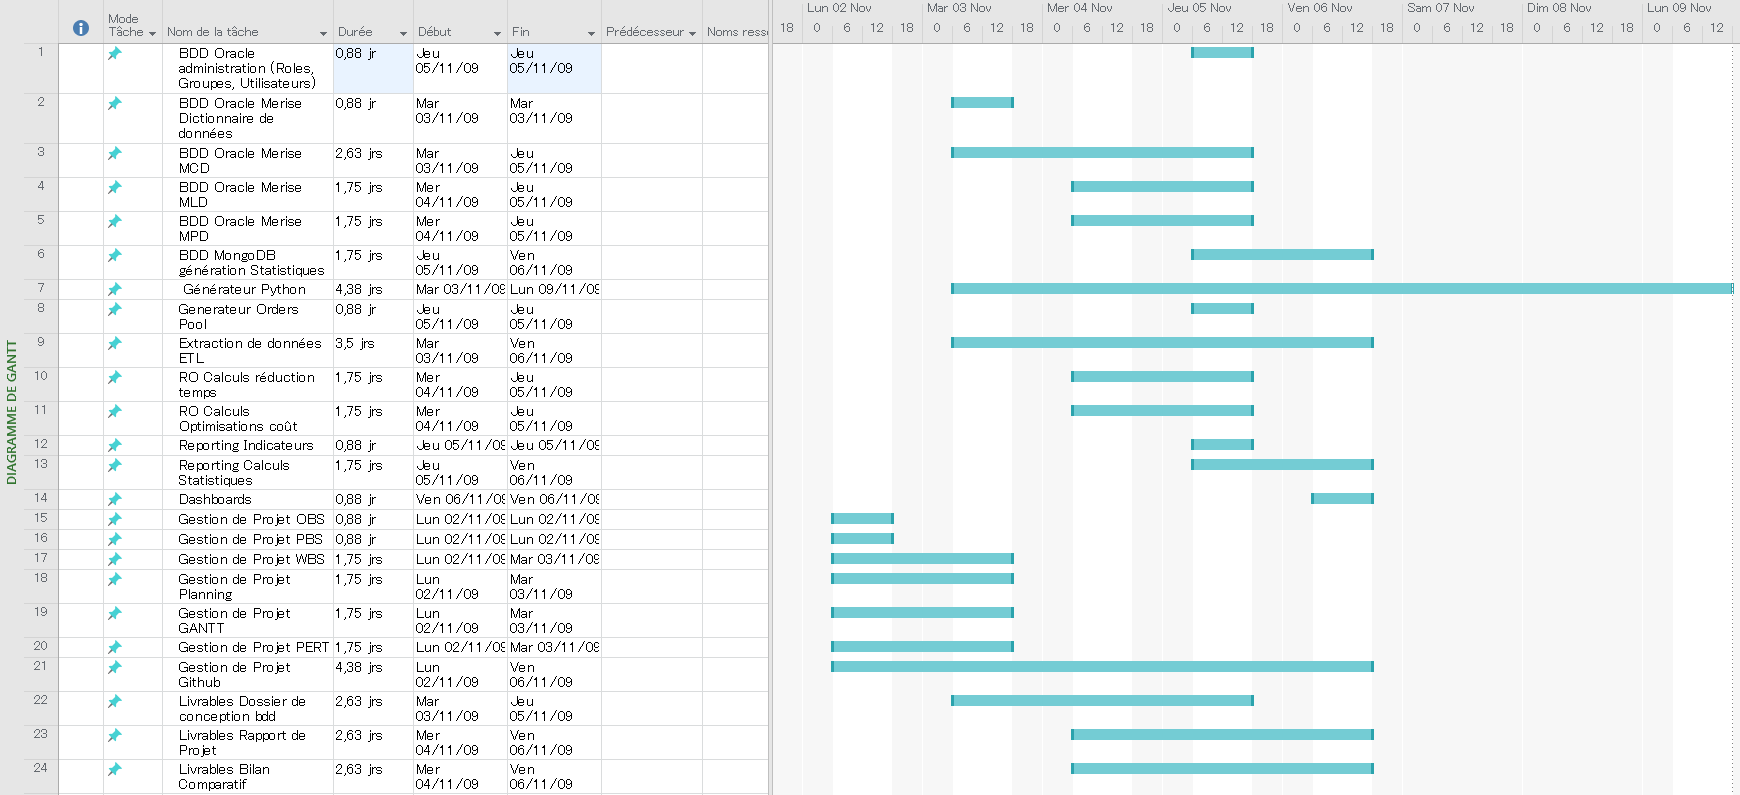 DIAGRAMME DE GANTT
Mode Tâche Nom de la tâche Durée Début Fin Prédécesseur Noms ress
Lun 02 Nov Mar 03 Nov Mer 04 Nov Jeu 05 Nov Ven 06 Nov Sam 07 Nov Dim 08 Nov Lun 09 Nov
18 0 6 12 18 0 6 12 18 0 6 12 18 0 6 12 18 0 6 12 18 0 6 12 18 0 6 12 18 0 6 12
1 BDD Oracle 0,88 jr Jeu Jeu
administration (Roles, 05/11/09 05/11/09
Groupes, Utilisateurs)
2 BDD Oracle Merise 0,88 jr Mar Mar
Dictionnaire de 03/11/09 03/11/09
données
3 BDD Oracle Merise 2,63 jrs Mar Jeu
MCD 03/11/09 05/11/09
4 BDD Oracle Merise 1,75 jrs Mer Jeu
MLD 04/11/09 05/11/09
5 BDD Oracle Merise 1,75 jrs Mer Jeu
MPD 04/11/09 05/11/09
6 BDD MongoDB 1,75 jrs Jeu Ven
génération Statistiques 05/11/09 06/11/09
7 Générateur Python 4,38 jrs Mar 03/11/09 Lun 09/11/09
8 Generateur Orders 0,88 jr Jeu Jeu
Pool 05/11/09 05/11/09
9 Extraction de données 3,5 jrs Mar Ven
ETL 03/11/09 06/11/09
10 RO Calculs réduction 1,75 jrs Mer Jeu
temps 04/11/09 05/11/09
11 RO Calculs 1,75 jrs Mer Jeu
Optimisations coût 04/11/09 05/11/09
12 Reporting Indicateurs 0,88 jr Jeu 05/11/09 Jeu 05/11/09
13 Reporting Calculs 1,75 jrs Jeu Ven
Statistiques 05/11/09 06/11/09
14 Dashboards 0,88 jr Ven 06/11/09 Ven 06/11/09
15 Gestion de Projet OBS 0,88 jr Lun 02/11/09 Lun 02/11/09
16 Gestion de Projet PBS 0,88 jr Lun 02/11/09 Lun 02/11/09
17 Gestion de Projet WBS 1,75 jrs Lun 02/11/09 Mar 03/11/09
18 Gestion de Projet 1,75 jrs Lun Mar
Planning 02/11/09 03/11/09
19 Gestion de Projet 1,75 jrs Lun Mar
GANTT 02/11/09 03/11/09
20 Gestion de Projet PERT 1,75 jrs Lun 02/11/09 Mar 03/11/09
21 Gestion de Projet 4,38 jrs Lun Ven
Github 02/11/09 06/11/09
22 Livrables Dossier de 2,63 jrs Mar Jeu
conception bdd 03/11/09 05/11/09
23 Livrables Rapport de 2,63 jrs Mer Ven
Projet 04/11/09 06/11/09
24 Livrables Bilan 2,63 jrs Mer Ven
Comparatif 04/11/09 06/11/09